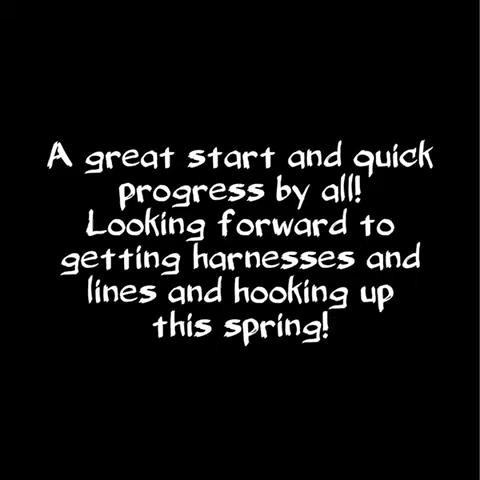 A great start and quick
progress by all!
Looking forward to
getting harnesses and
lines and hooking up
this spring!